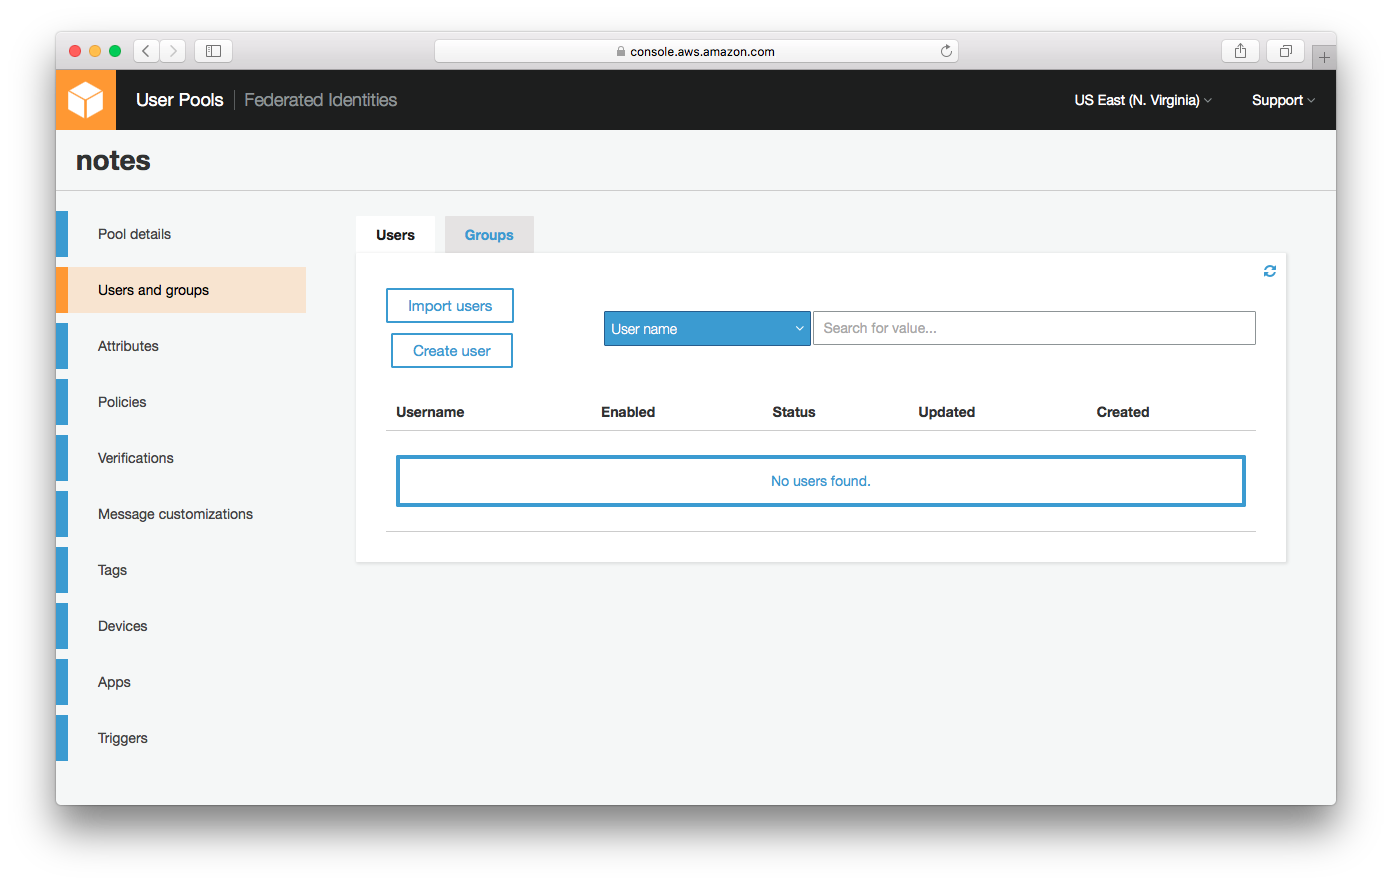 console.aws.amazon.com
User Pools Federated Identities US East (N. Virginia) Support
notes
Pool details
Users and groups
Attributes
Policies
Verifications
Message customizations
Tags
Devices
Apps
Triggers
Users Groups
Import users
Create user
User name Search for value...
Username Enabled Status Updated Created
No users found.